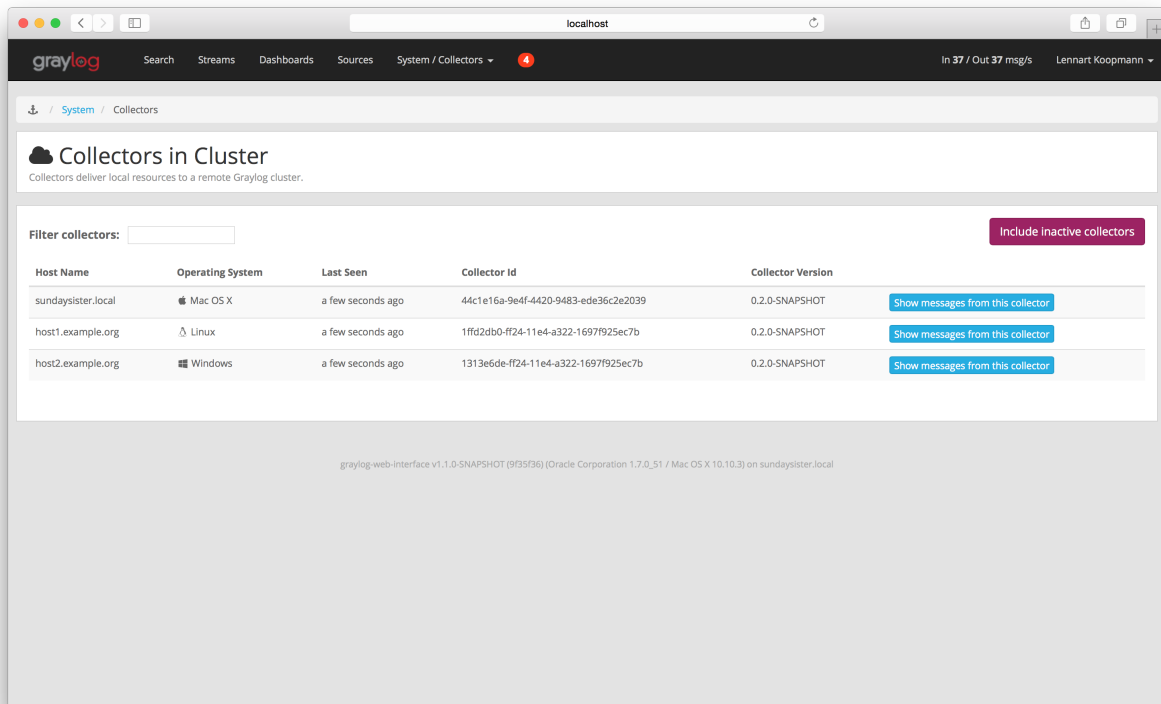 localhost
graylog Search Streams Dashboards Sources System / Collectors 4 In 37 / Out 37 msg/s Lennart Koopmann
/ System / Collectors
Collectors in Cluster
Collectors deliver local resources to a remote Graylog cluster.
Filter collectors: Include inactive collectors
Host Name Operating System Last Seen Collector Id Collector Version
sundaysister.local Mac OS X a few seconds ago 44c1e16a-9e4f-4420-9483-ede36c2e2039 0.2.0-SNAPSHOT Show messages from this collector
host1.example.org Linux a few seconds ago 1ffd2db0-ff24-11e4-a322-1697f925ec7b 0.2.0-SNAPSHOT Show messages from this collector
host2.example.org Windows a few seconds ago 1313e6de-ff24-11e4-a322-1697f925ec7b 0.2.0-SNAPSHOT Show messages from this collector
graylog-web-interface v1.1.0-SNAPSHOT (9f35f36) (Oracle Corporation 1.7.0_51 / Mac OS X 10.10.3) on sundaysister.local